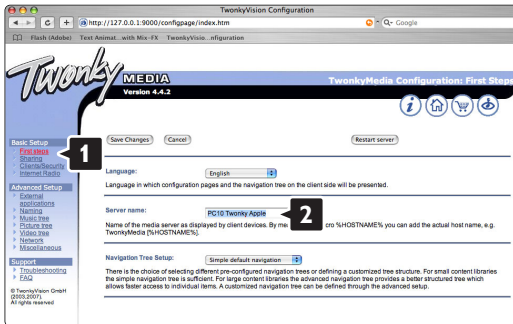 TwonkyVision Configuration
http://127.0.0.1:9000/configpage/index.htm
Google
Flash (Adobe) Text Animat...with Mix-FX TwonkyVisio...nfiguration
Twonky
MEDIA
Version 4.4.2
TwonkyMedia Configuration: First Steps
Save Changes Cancel Restart server
Basic Setup
First steps
Sharing
Clients/Security
Internet Radio
1
Advanced Setup
External
applications
Naming
Music tree
Picture tree
Video tree
Network
Miscellaneous
Support
Troubleshooting
FAQ
© TwonkyVision GmbH
(2003,2007).
All rights reserved
Language: English
Language in which configuration pages and the navigation tree on the client side will be presented.
Server name: PC10 Twonky Apple
2
Name of the media server as displayed by client devices. By me cro %HOSTNAME% you can add the actual host name, e.g.
TwonkyMedia [%HOSTNAME%].
Navigation Tree Setup: Simple default navigation
There is the choice of selecting different pre-configured navigation trees or defining a customized tree structure. For small content libraries
the simple navigation tree is sufficient. For large content libraries the advanced navigation tree provides a better structured tree which
allows faster access to individual items. A customized navigation tree can be defined through the advanced setup.